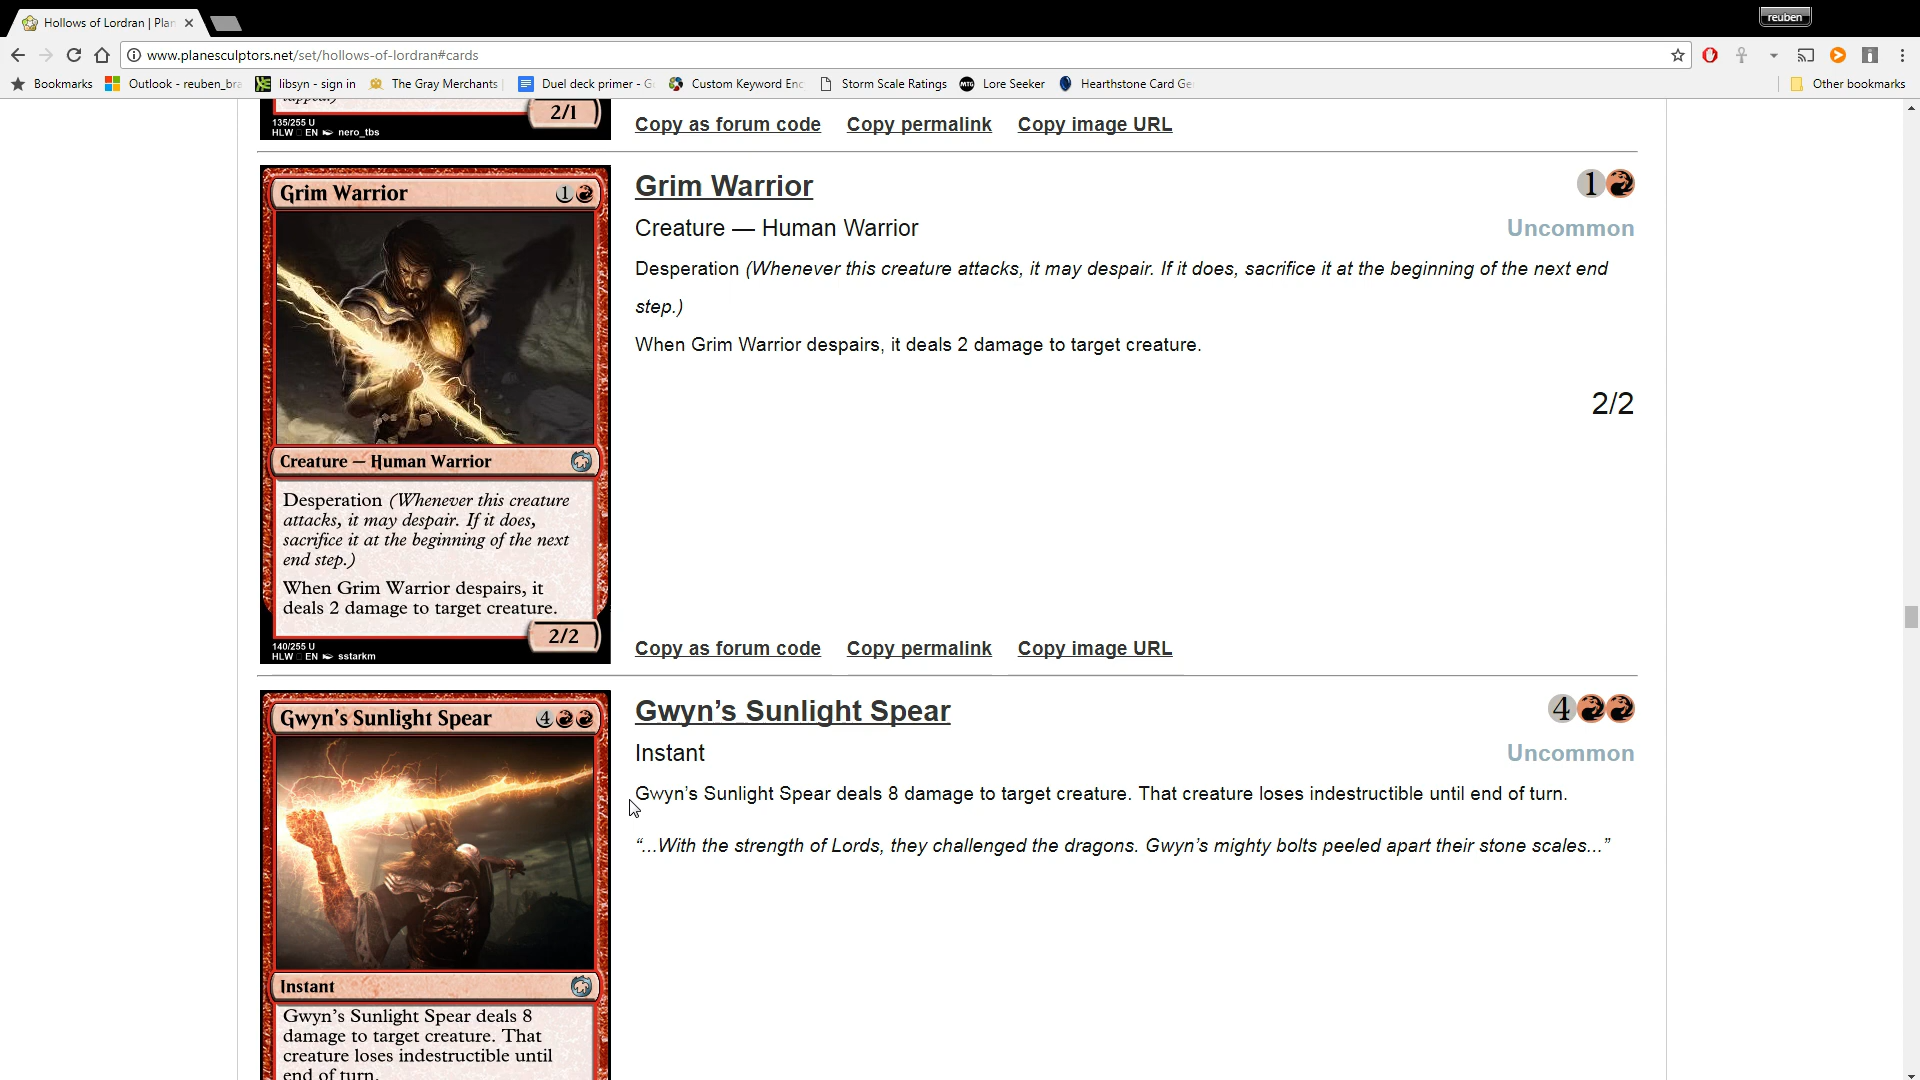 Hollows of Lordran | Plan
reuben
www.planesculptors.net/set/hollows-of-lordran#cards
Bookmarks Outlook - reuben_bra libsyn - sign in The Gray Merchants Duel deck primer - G Custom Keyword Enc Storm Scale Ratings MTG Lore Seeker Hearthstone Card Ge Other bookmarks
2/1
135/255 U
HLW EN nero_tbs
Copy as forum code Copy permalink Copy image URL
Grim Warrior 1
Creature — Human Warrior
Desperation (Whenever this creature
attacks, it may despair. If it does,
sacrifice it at the beginning of the next
end step.)
When Grim Warrior despairs, it
deals 2 damage to target creature.
2/2
140/255 U
HLW EN sstarkm
Grim Warrior 1
Creature — Human Warrior Uncommon
Desperation (Whenever this creature attacks, it may despair. If it does, sacrifice it at the beginning of the next end
step.)
When Grim Warrior despairs, it deals 2 damage to target creature.
2/2
Copy as forum code Copy permalink Copy image URL
Gwyn's Sunlight Spear 4
Instant
Gwyn's Sunlight Spear deals 8
damage to target creature. That
creature loses indestructible until
end of turn.
Gwyn’s Sunlight Spear 4
Instant Uncommon
Gwyn’s Sunlight Spear deals 8 damage to target creature. That creature loses indestructible until end of turn.
“...With the strength of Lords, they challenged the dragons. Gwyn’s mighty bolts peeled apart their stone scales...”